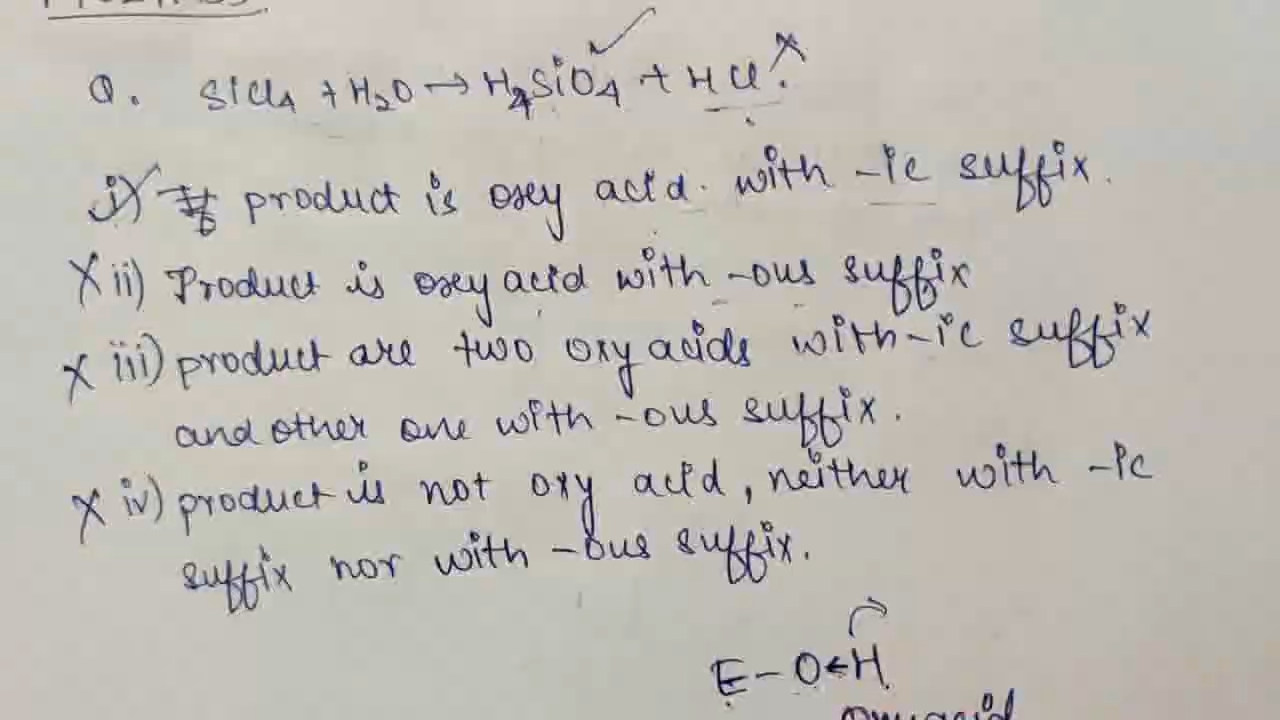 Q. SiCl4 + H2O → H4SiO4 + HCl.
i) product is oxy acid. with -ic suffix.
X ii) Product is oxy acid with -ous suffix
X iii) product are two oxy acids with -ic suffix
and other one with -ous suffix.
X iv) product is not oxy acid, neither with -ic
suffix nor with -ous suffix.
E-O←H
oxyacid